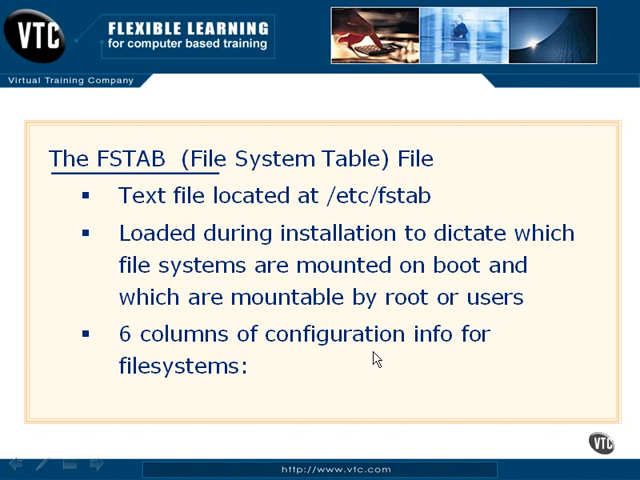 VTC
FLEXIBLE LEARNING
for computer based training
Virtual Training Company
The FSTAB (File System Table) File
▪ Text file located at /etc/fstab
▪ Loaded during installation to dictate which
file systems are mounted on boot and
which are mountable by root or users
▪ 6 columns of configuration info for
filesystems:
VTC
http://www.vtc.com